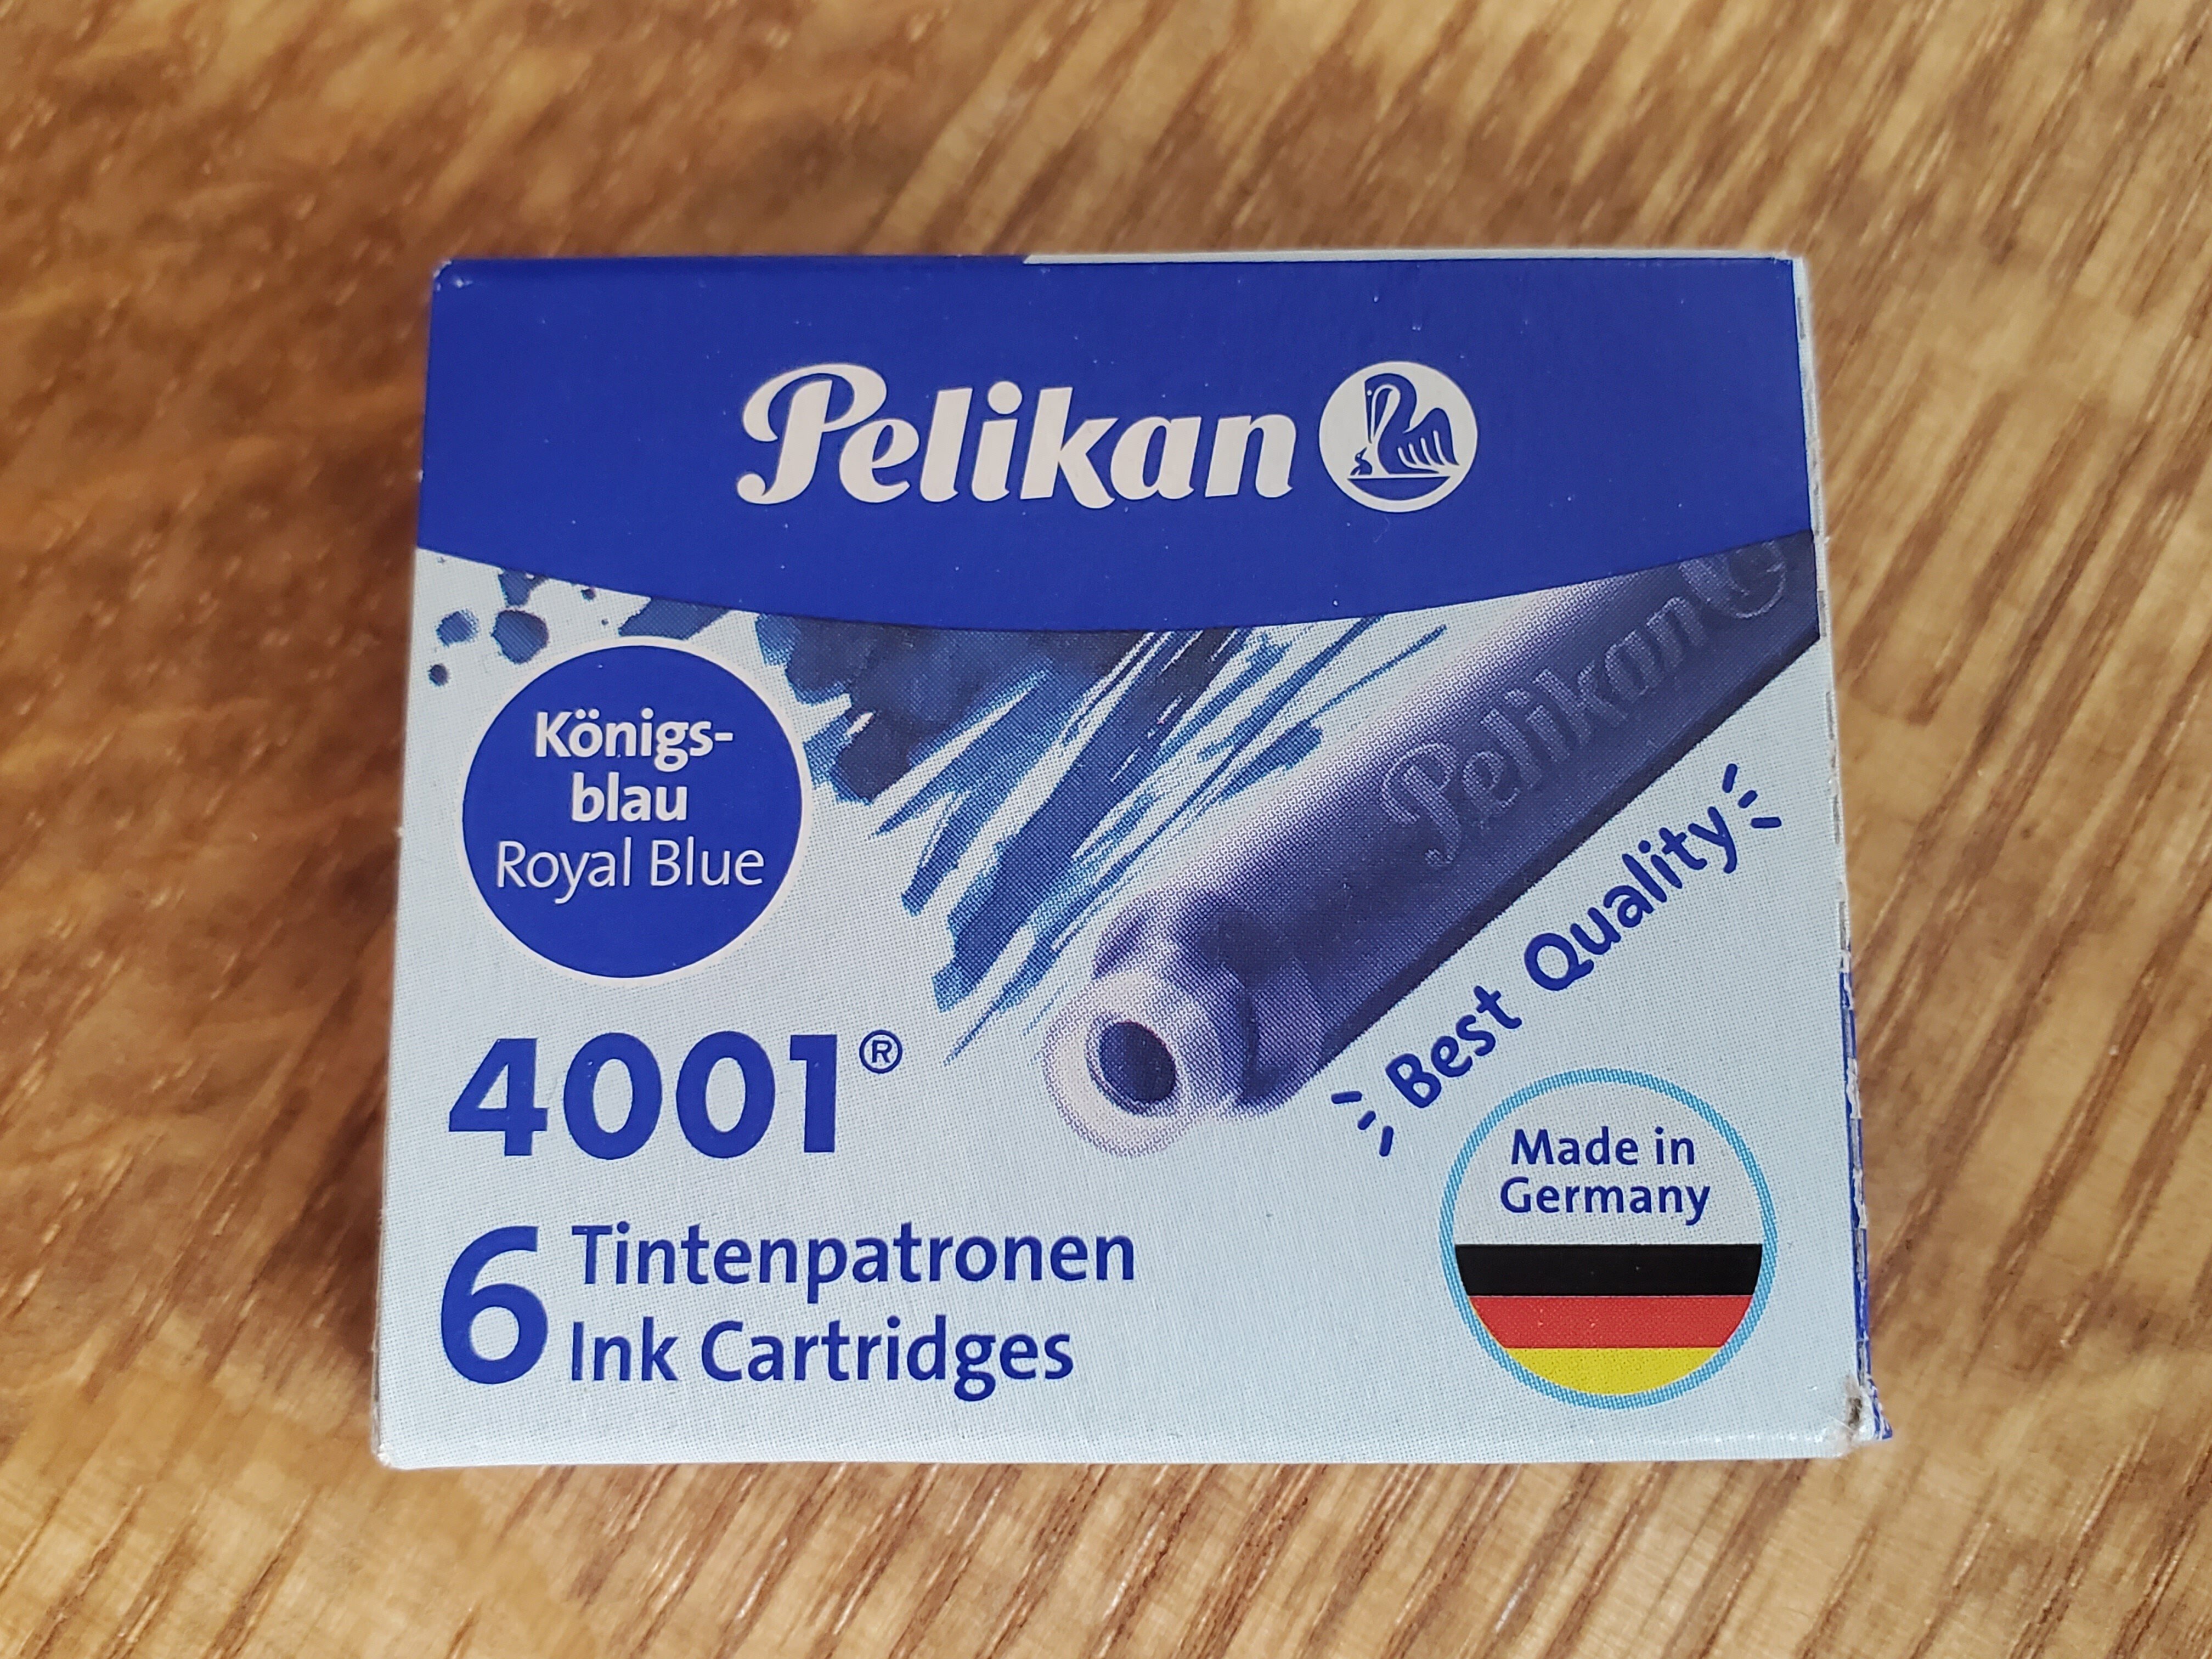 Pelikan
Pelikan
Königs-
blau
Royal Blue
Best Quality
4001®
Made in
Germany
6 Tintenpatronen
Ink Cartridges